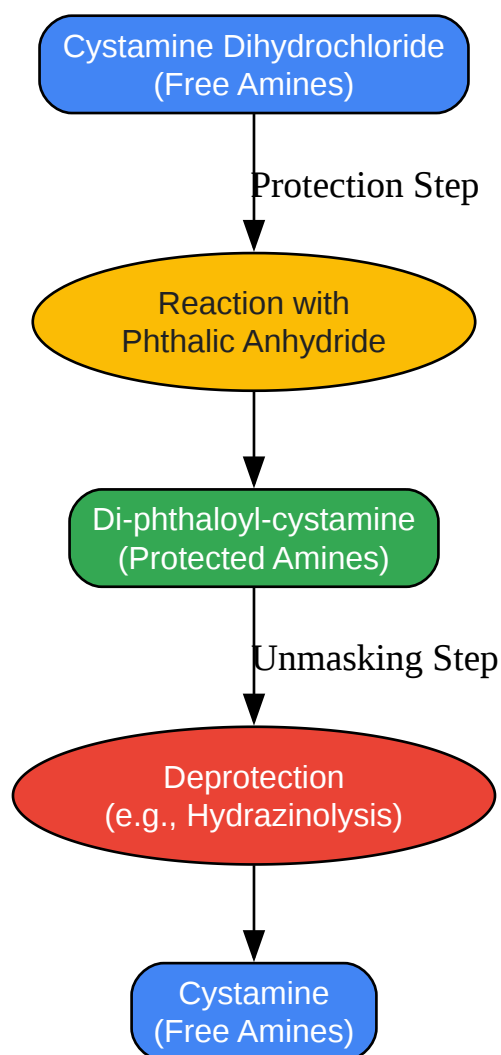 Cystamine Dihydrochloride
(Free Amines)
Protection Step
Reaction with
Phthalic Anhydride
Di-phthaloyl-cystamine
(Protected Amines)
Unmasking Step
Deprotection
(e.g., Hydrazinolysis)
Cystamine
(Free Amines)